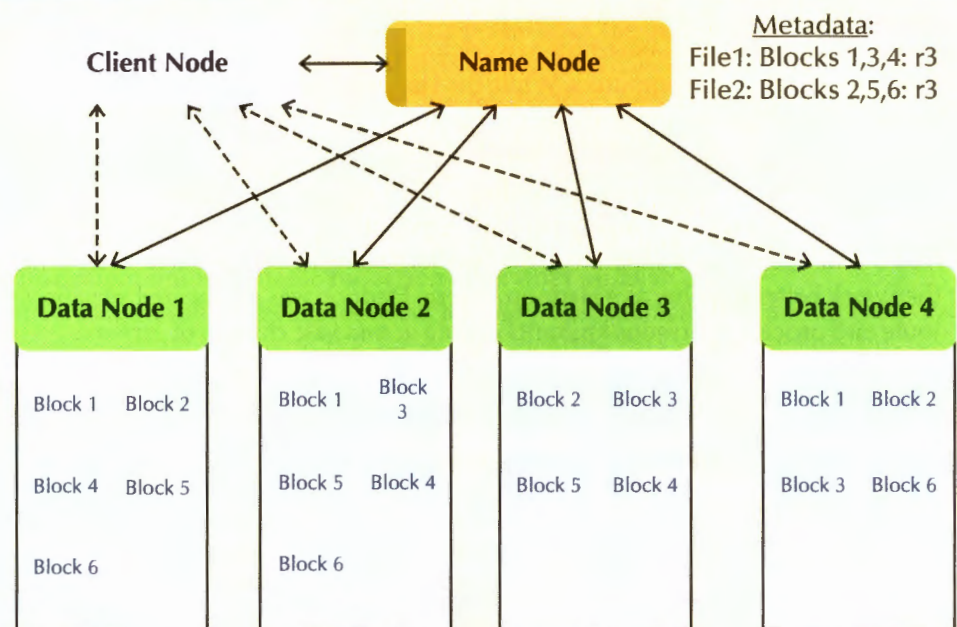 Metadata:
Client Node
Name Node
File1: Blocks 1,3,4: r3
File2: Blocks 2,5,6: r3
Data Node 1
Data Node 2
Data Node 3
Data Node 4
Block 1 Block 2
Block 4 Block 5
Block 6
Block 1 Block
3
Block 5 Block 4
Block 6
Block 2 Block 3
Block 5 Block 4
Block 1 Block 2
Block 3 Block 6